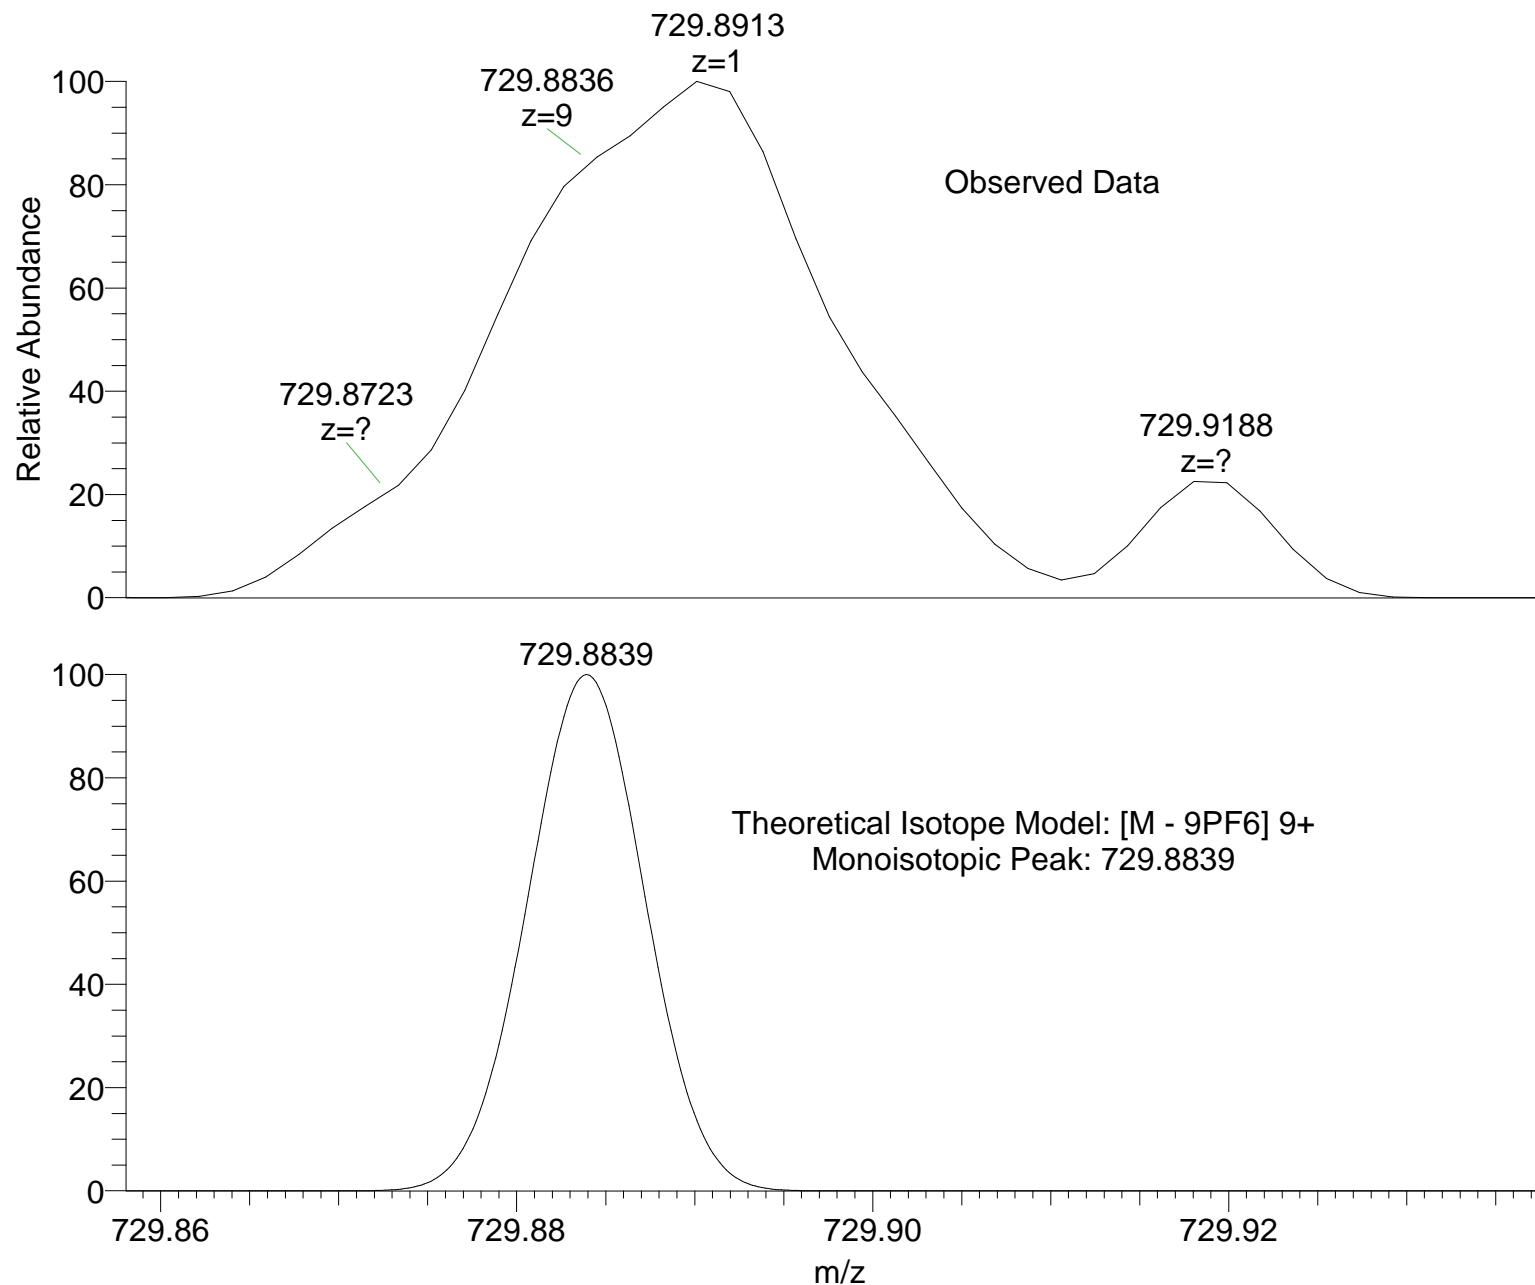 729.8913
z=1
729.8836
z=9
Observed Data
729.8723
z=?
729.9188
z=?
100
80
60
40
20
0
Relative Abundance
729.8839
Theoretical Isotope Model: [M - 9PF6] 9+
Monoisotopic Peak: 729.8839
100
80
60
40
20
0
729.86 729.88 729.90 729.92
m/z